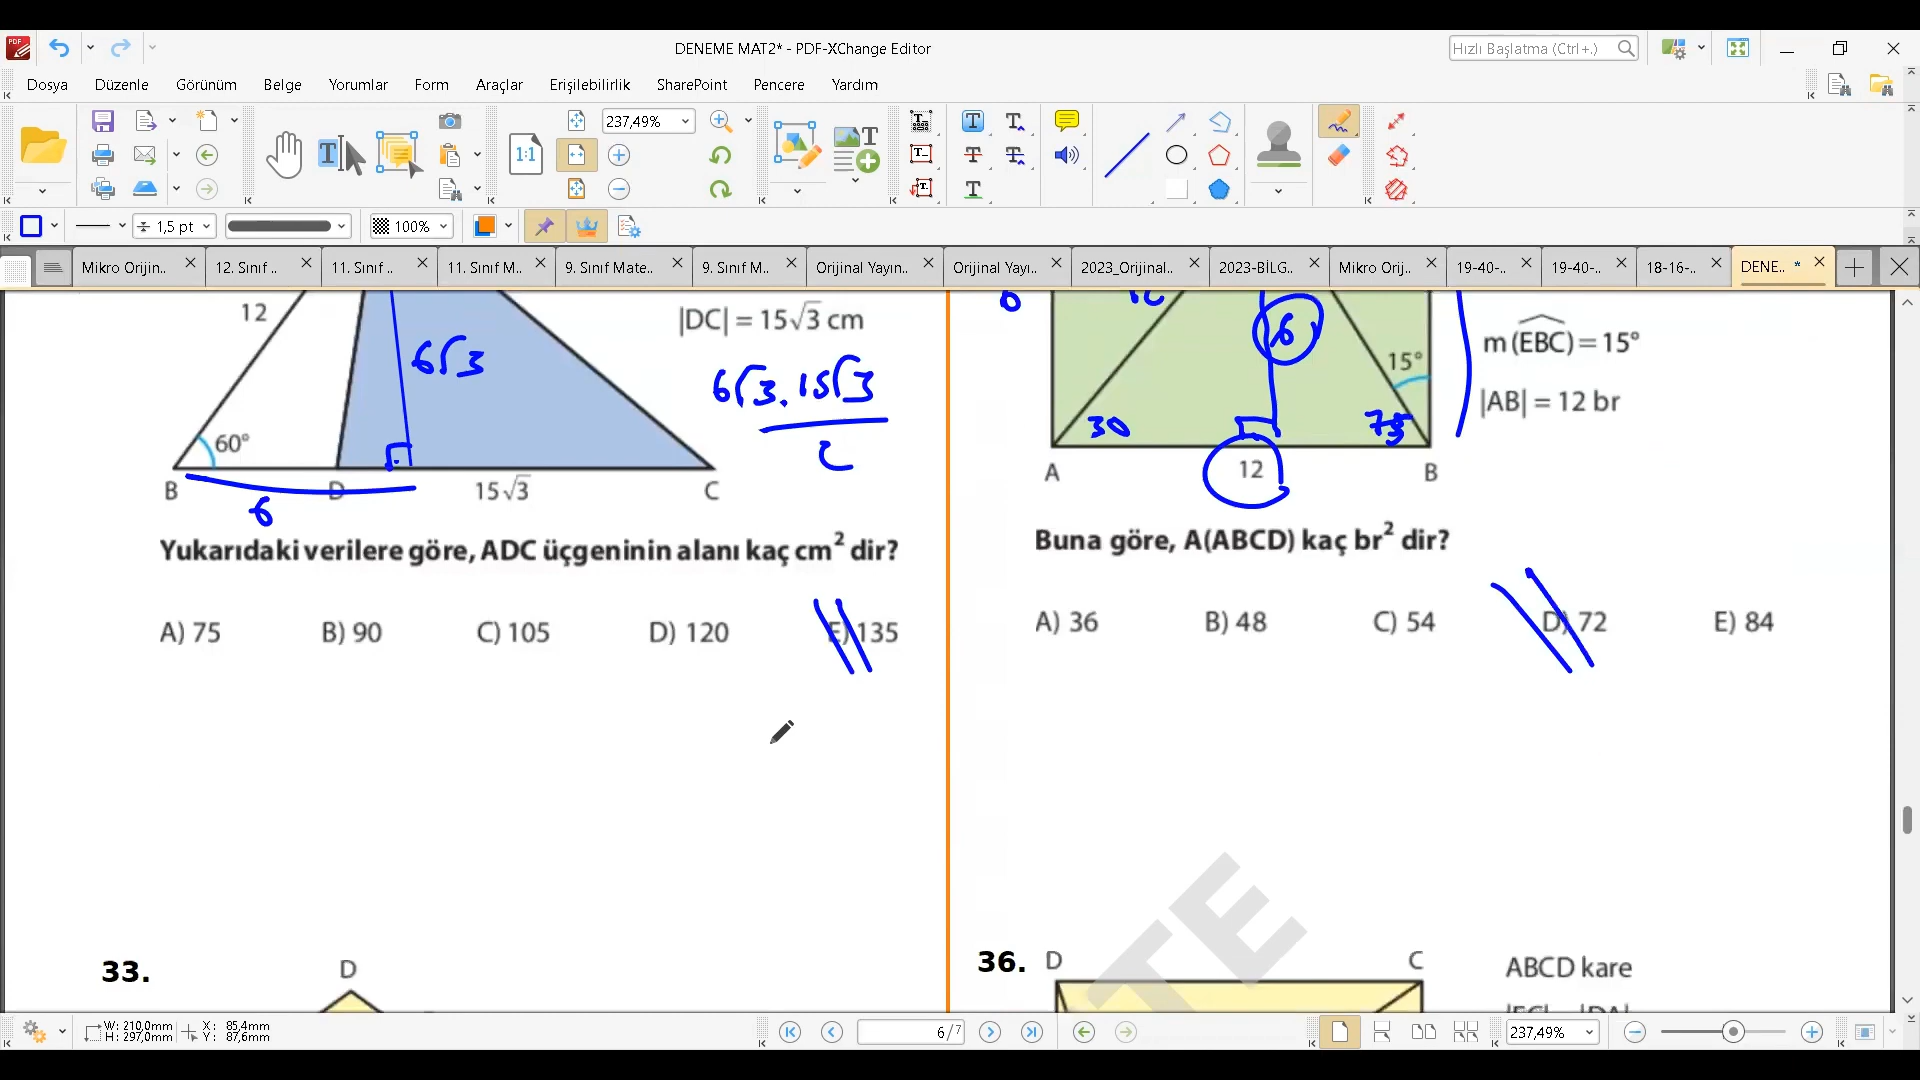 DENEME MAT2* - PDF-XChange Editor
Hızlı Başlatma (Ctrl+.)
Dosya Düzenle Görünüm Belge Yorumlar Form Araçlar Erişilebilirlik SharePoint Pencere Yardım
237,49%
1:1
1,5 pt
100%
Mikro Orijin..
12. Sınıf ..
11. Sınıf ..
11. Sınıf M..
9. Sınıf Mate..
9. Sınıf M..
Orijinal Yayın..
Orijinal Yayı..
2023_Orijinal..
2023-BİLG..
Mikro Orij..
19-40-..
19-40-..
18-16-..
DENE.. *
12
|DC| = 15√3 cm
6√3
6√3.15√3
2
60°
B D 15√3 C
6
Yukarıdaki verilere göre, ADC üçgeninin alanı kaç cm² dir?
A) 75 B) 90 C) 105 D) 120 E) 135
33.
D
6
m(EBC) = 15°
15°
|AB| = 12 br
30
75
A 12 B
Buna göre, A(ABCD) kaç br² dir?
A) 36 B) 48 C) 54 D) 72 E) 84
TE
36. D C
ABCD kare
W: 210,0mm
H: 297,0mm
X: 85,4mm
Y: 87,6mm
6/7
237,49%